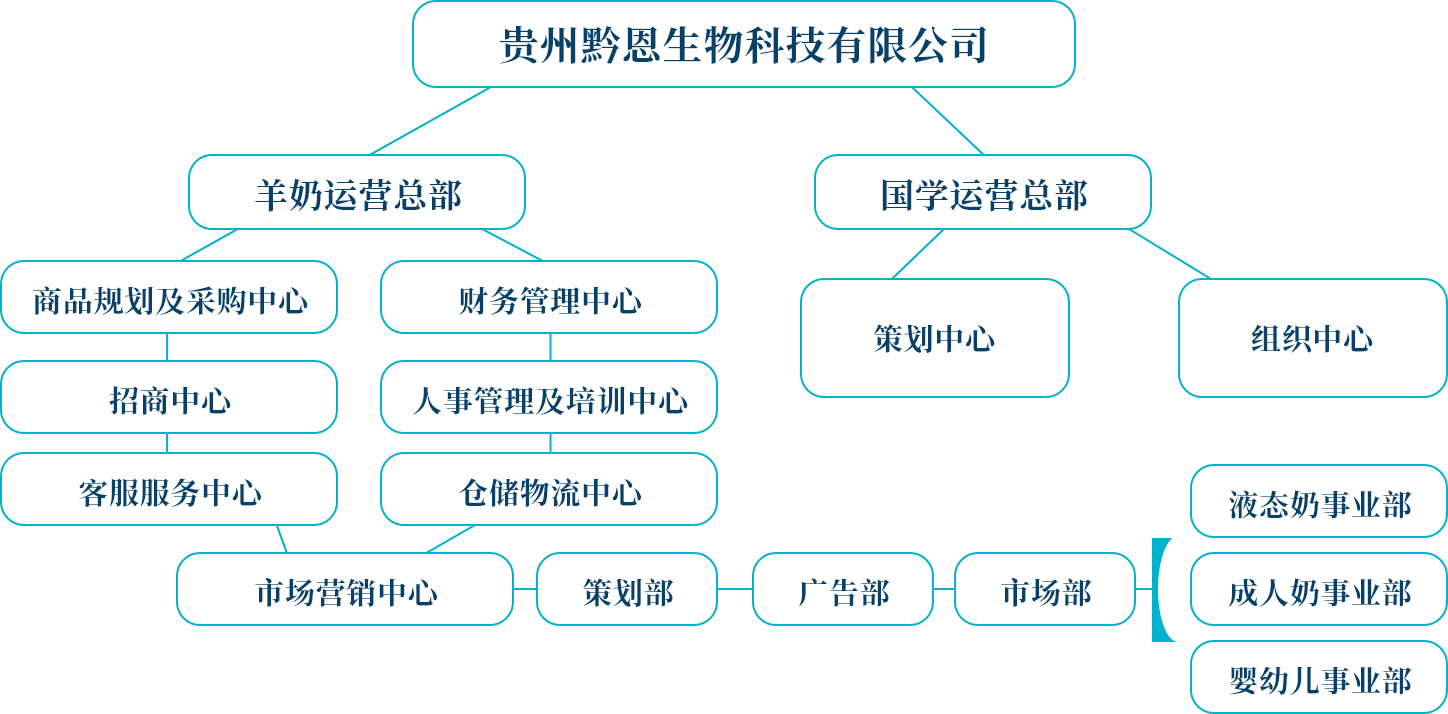 贵州黔恩生物科技有限公司
羊奶运营总部
国学运营总部
商品规划及采购中心
财务管理中心
策划中心
组织中心
招商中心
人事管理及培训中心
客服服务中心
仓储物流中心
液态奶事业部
市场营销中心
策划部
广告部
市场部
成人奶事业部
婴幼儿事业部